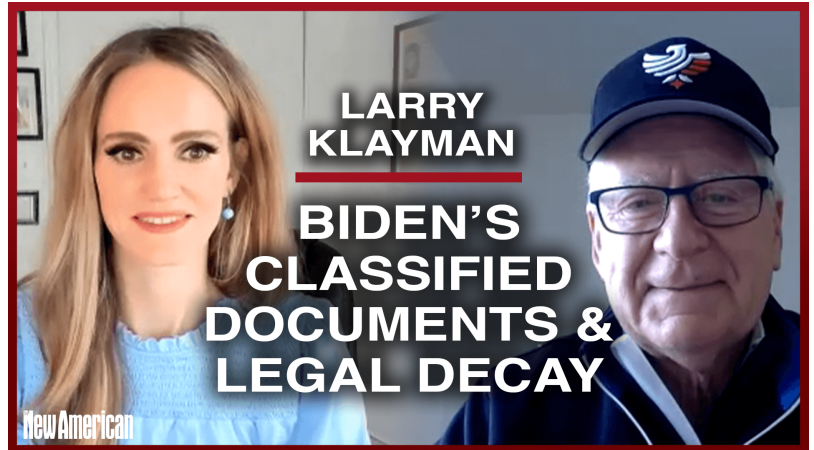 LARRY
KLAYMAN
BIDEN'S
CLASSIFIED
DOCUMENTS &
LEGAL DECAY
New American